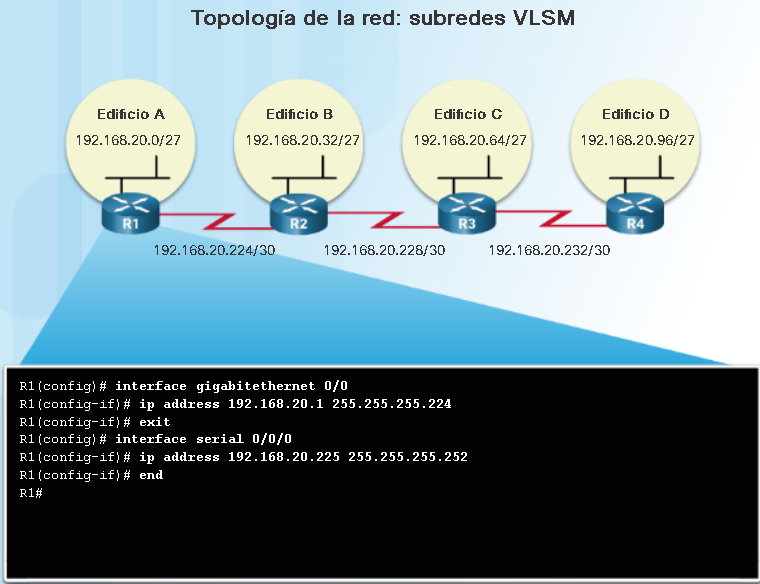 Topología de la red: subredes VLSM
Edificio A
192.168.20.0/27
Edificio B
192.168.20.32/27
Edificio C
192.168.20.64/27
Edificio D
192.168.20.96/27
R1
R2
R3
R4
192.168.20.224/30
192.168.20.228/30
192.168.20.232/30
R1(config)# interface gigabitethernet 0/0
R1(config-if)# ip address 192.168.20.1 255.255.255.224
R1(config-if)# exit
R1(config)# interface serial 0/0/0
R1(config-if)# ip address 192.168.20.225 255.255.255.252
R1(config-if)# end
R1#